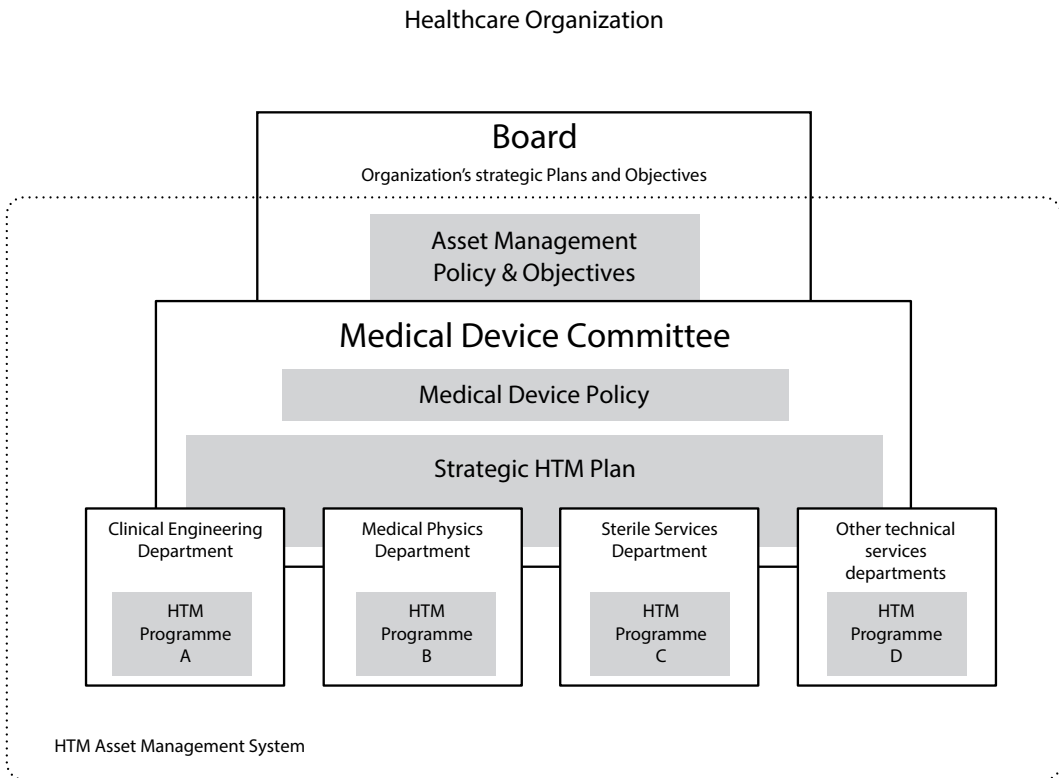 Healthcare Organization
Board
Organization's strategic Plans and Objectives
Asset Management
Policy & Objectives
Medical Device Committee
Medical Device Policy
Strategic HTM Plan
Clinical Engineering
Department
HTM
Programme
A
Medical Physics
Department
HTM
Programme
B
Sterile Services
Department
HTM
Programme
C
Other technical
services
departments
HTM
Programme
D
HTM Asset Management System